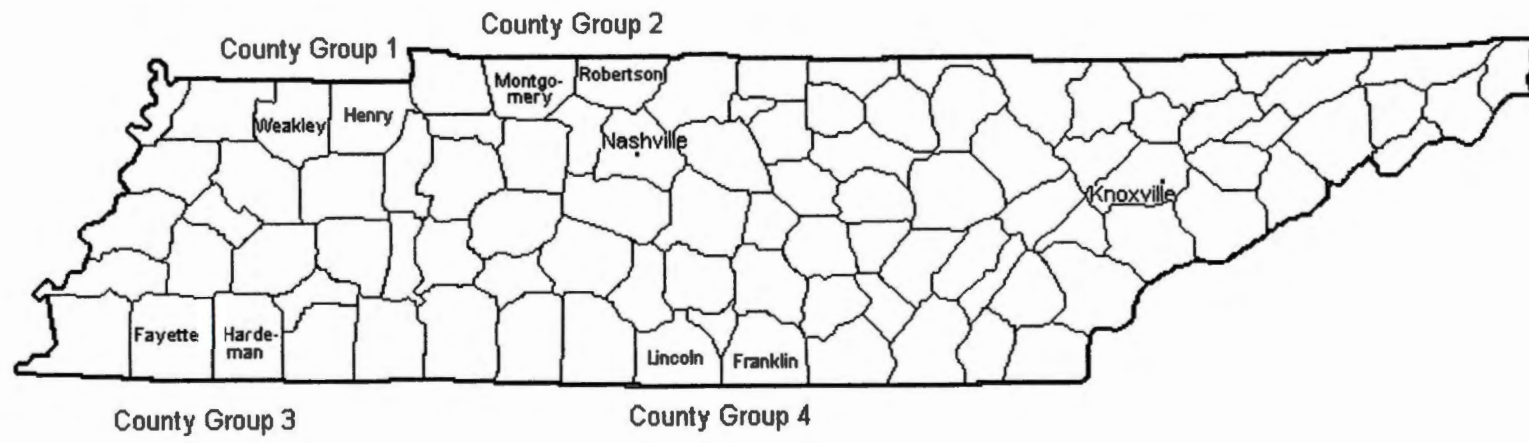 County Group 1
County Group 2
Weakley
Henry
Montgo-
mery
Robertson
Nashville
Knoxville
Fayette
Harde-
man
Lincoln
Franklin
County Group 3
County Group 4